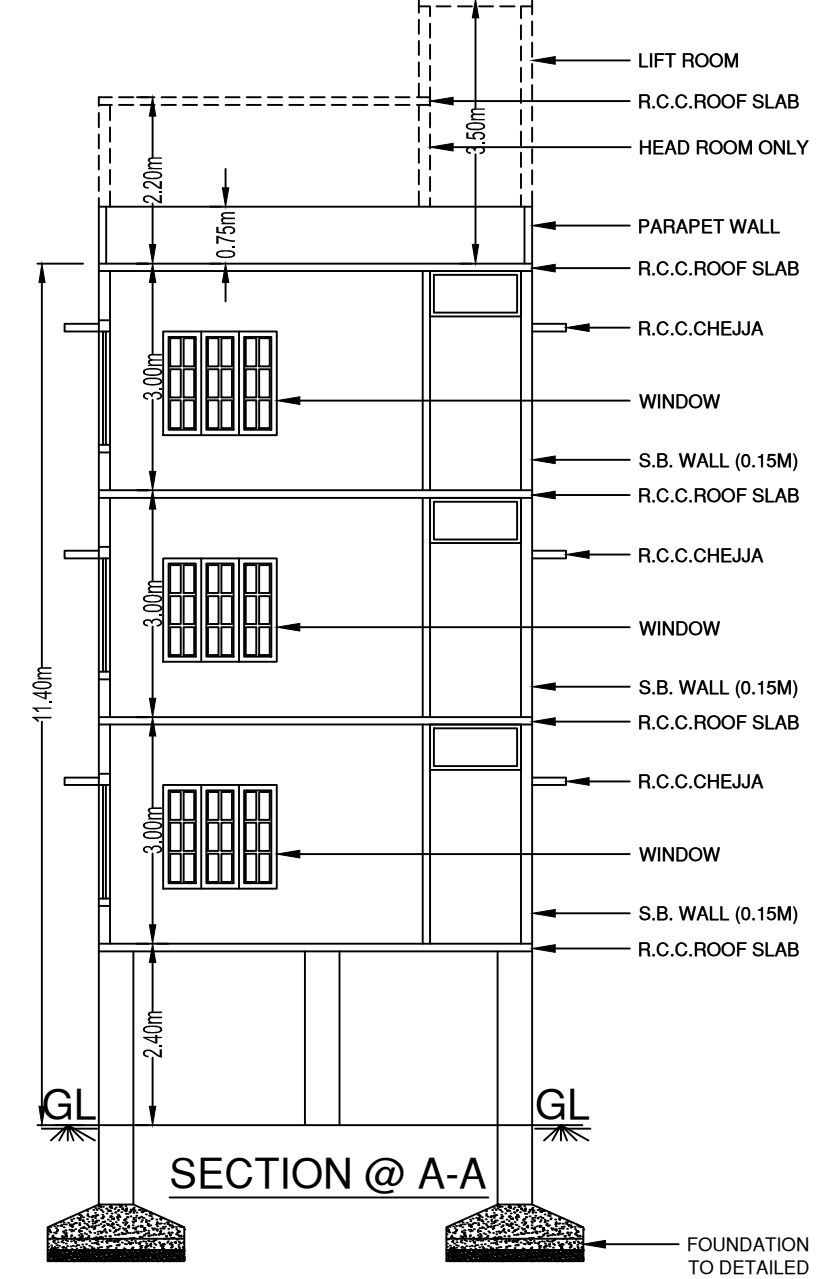 LIFT ROOM
R.C.C.ROOF SLAB
3.50m
HEAD ROOM ONLY
2.20m
0.75m
PARAPET WALL
R.C.C.ROOF SLAB
R.C.C.CHEJJA
3.00m
WINDOW
S.B. WALL (0.15M)
R.C.C.ROOF SLAB
R.C.C.CHEJJA
3.00m
WINDOW
S.B. WALL (0.15M)
11.40m
R.C.C.ROOF SLAB
R.C.C.CHEJJA
3.00m
WINDOW
S.B. WALL (0.15M)
R.C.C.ROOF SLAB
2.40m
GL
GL
SECTION @ A-A
FOUNDATION
TO DETAILED